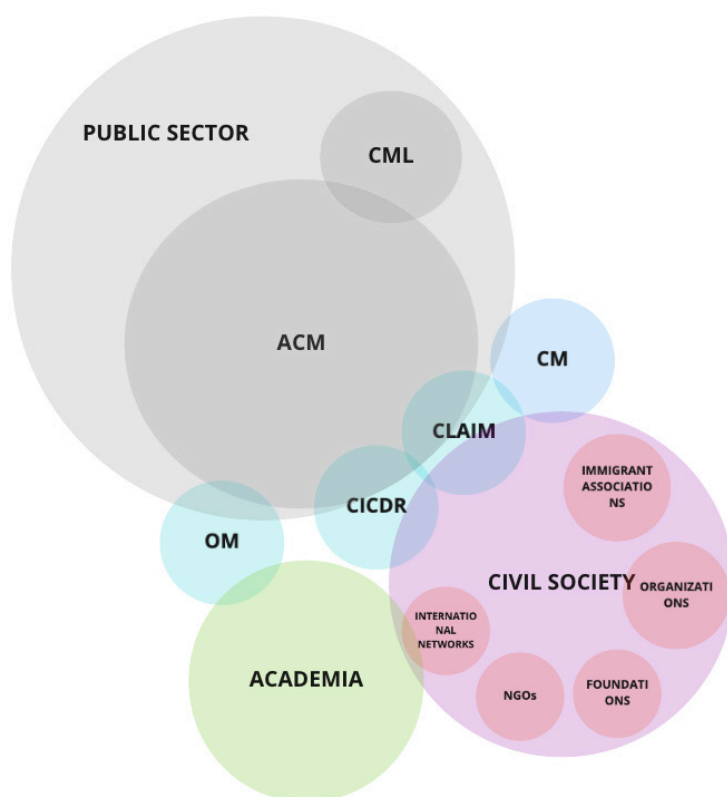 PUBLIC SECTOR
CML
ACM
CM
CLAIM
IMMIGRANT
ASSOCIATIO
NS
CICDR
OM
CIVIL SOCIETY
ORGANIZATI
ONS
INTERNATIO
NAL
NETWORKS
ACADEMIA
NGOs
FOUNDATI
ONS